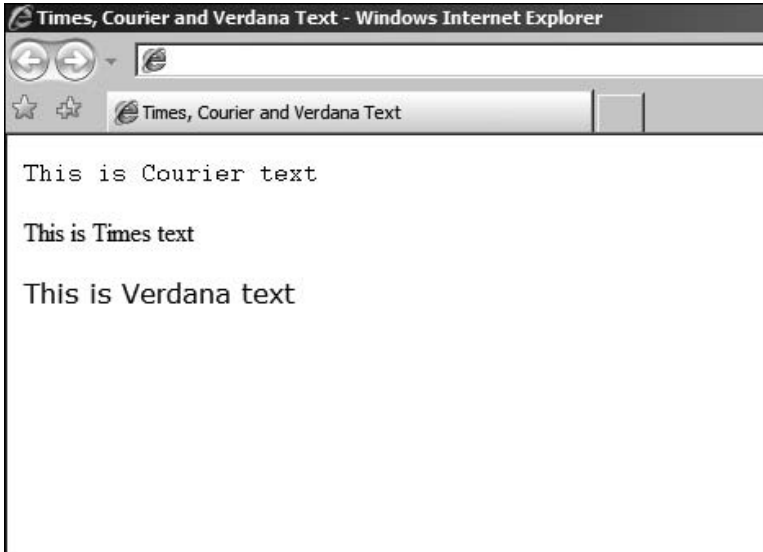 Times, Courier and Verdana Text - Windows Internet Explorer
Times, Courier and Verdana Text
This is Courier text
This is Times text
This is Verdana text